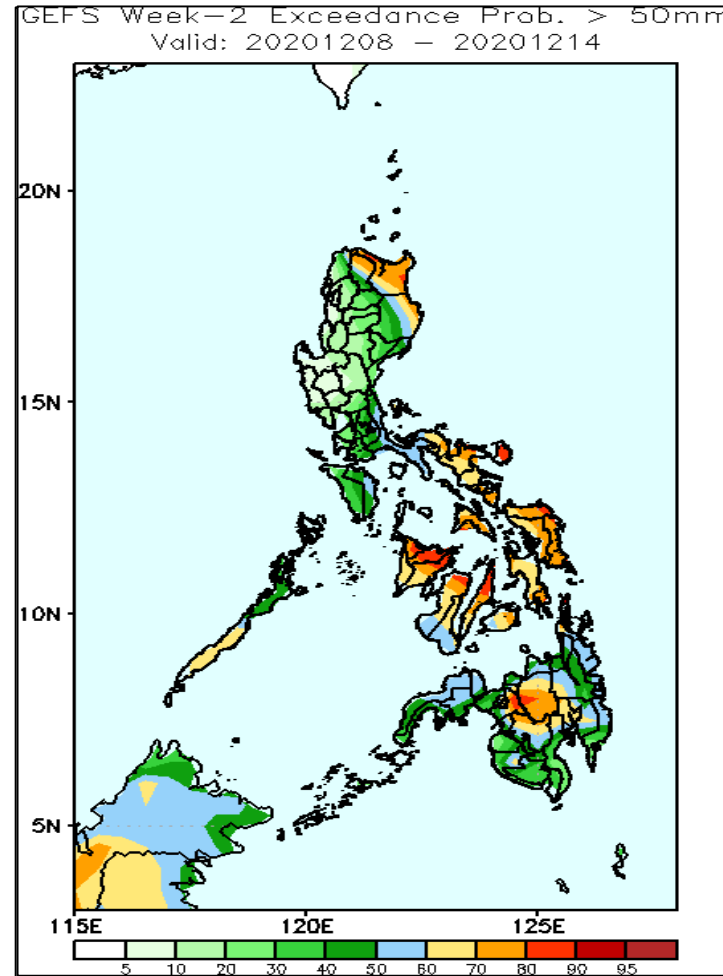 GEFS Week-2 Exceedance Prob. > 50mm
Valid: 20201208 - 20201214
20N
15N
10N
5N
115E 120E 125E
5 10 20 30 40 50 60 70 80 90 95